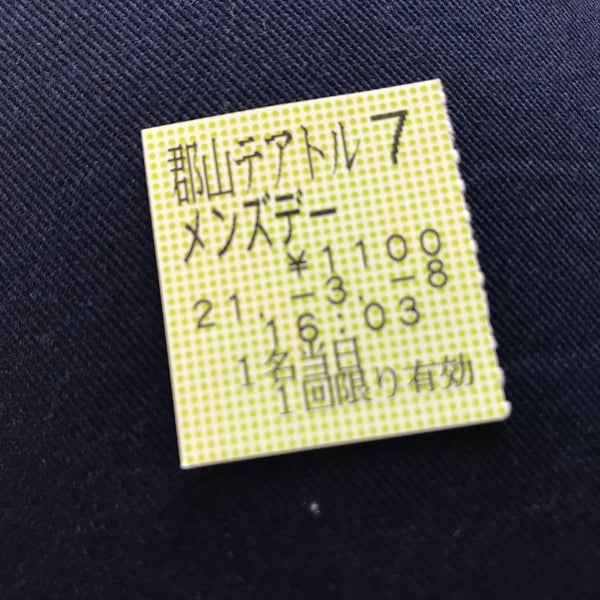 郡山テアトル 7
メンズデー
¥1100
21. -3. -8
16:03
1名当日
1回限り有効